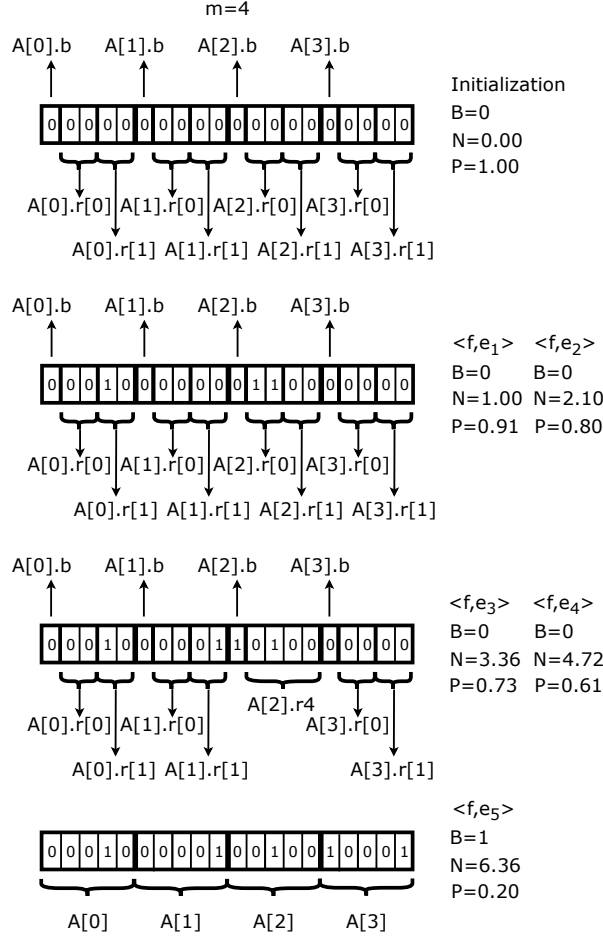 m=4
A[0].b A[1].b A[2].b A[3].b
0 0 0 0 0 0 0 0 0 0 0 0 0 0 0 0 0 0 0 0
A[0].r[0] A[1].r[0] A[2].r[0] A[3].r[0]
A[0].r[1] A[1].r[1] A[2].r[1] A[3].r[1]
Initialization
B=0
N=0.00
P=1.00
A[0].b A[1].b A[2].b A[3].b
0 0 0 1 0 0 0 0 0 0 0 1 1 0 0 0 0 0 0 0
A[0].r[0] A[1].r[0] A[2].r[0] A[3].r[0]
A[0].r[1] A[1].r[1] A[2].r[1] A[3].r[1]
<f,e₁> <f,e₂>
B=0 B=0
N=1.00 N=2.10
P=0.91 P=0.80
A[0].b A[1].b A[2].b A[3].b
0 0 0 1 0 0 0 0 0 1 1 0 1 0 0 0 0 0 0 0
A[2].r4
A[0].r[0] A[1].r[0] A[3].r[0]
A[0].r[1] A[1].r[1] A[3].r[1]
<f,e₃> <f,e₄>
B=0 B=0
N=3.36 N=4.72
P=0.73 P=0.61
0 0 0 1 0 0 0 0 0 1 0 0 1 0 0 1 0 0 0 1
A[0] A[1] A[2] A[3]
<f,e₅>
B=1
N=6.36
P=0.20